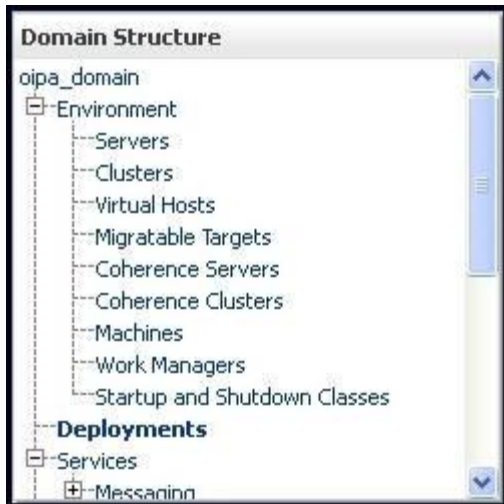 Domain Structure
oipa_domain
Environment
Servers
Clusters
Virtual Hosts
Migratable Targets
Coherence Servers
Coherence Clusters
Machines
Work Managers
Startup and Shutdown Classes
Deployments
Services
Messaging